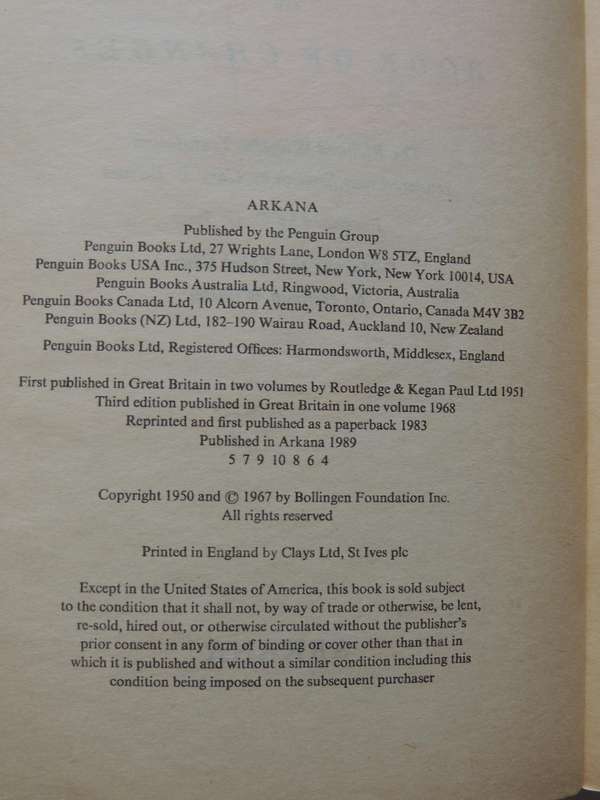 ARKANA
Published by the Penguin Group
Penguin Books Ltd, 27 Wrights Lane, London W8 5TZ, England
Penguin Books USA Inc., 375 Hudson Street, New York, New York 10014, USA
Penguin Books Australia Ltd, Ringwood, Victoria, Australia
Penguin Books Canada Ltd, 10 Alcorn Avenue, Toronto, Ontario, Canada M4V 3B2
Penguin Books (NZ) Ltd, 182–190 Wairau Road, Auckland 10, New Zealand
Penguin Books Ltd, Registered Offices: Harmondsworth, Middlesex, England
First published in Great Britain in two volumes by Routledge & Kegan Paul Ltd 1951
Third edition published in Great Britain in one volume 1968
Reprinted and first published as a paperback 1983
Published in Arkana 1989
5 7 9 10 8 6 4
Copyright 1950 and © 1967 by Bollingen Foundation Inc.
All rights reserved
Printed in England by Clays Ltd, St Ives plc
Except in the United States of America, this book is sold subject
to the condition that it shall not, by way of trade or otherwise, be lent,
re-sold, hired out, or otherwise circulated without the publisher's
prior consent in any form of binding or cover other than that in
which it is published and without a similar condition including this
condition being imposed on the subsequent purchaser